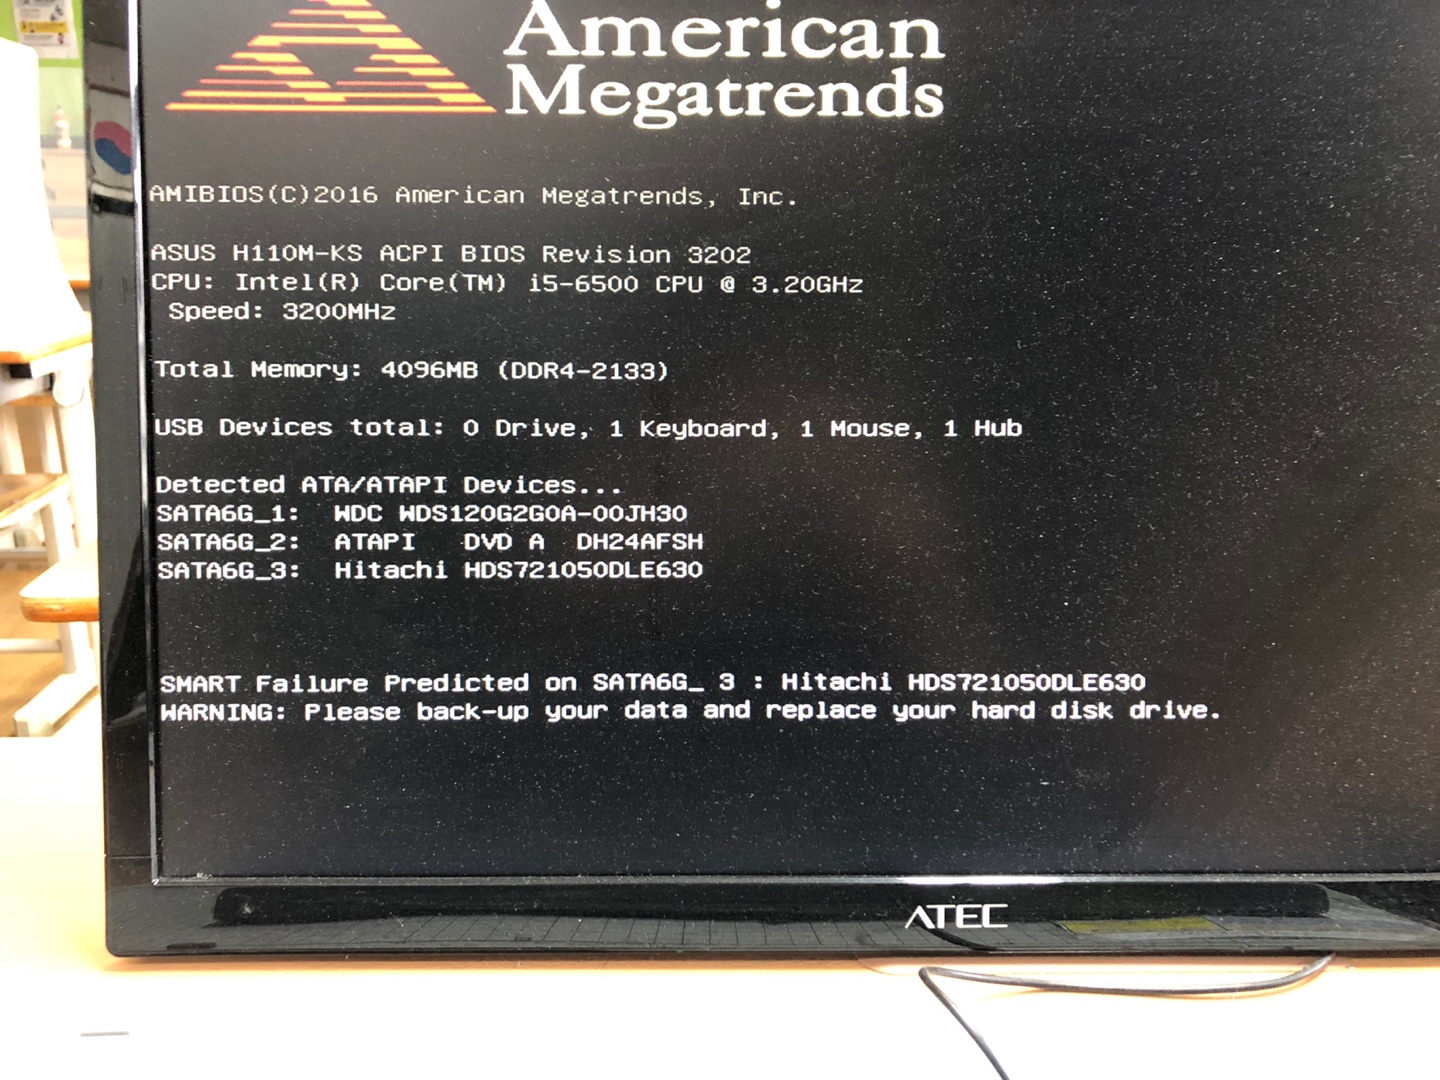 American
Megatrends
AMIBIOS(C)2016 American Megatrends, Inc.
ASUS H110M-KS ACPI BIOS Revision 3202
CPU: Intel(R) Core(TM) i5-6500 CPU @ 3.20GHz
Speed: 3200MHz
Total Memory: 4096MB (DDR4-2133)
USB Devices total: 0 Drive, 1 Keyboard, 1 Mouse, 1 Hub
Detected ATA/ATAPI Devices...
SATA6G_1: WDC WDS120G2G0A-00JH30
SATA6G_2: ATAPI DVD A DH24AFSH
SATA6G_3: Hitachi HDS721050DLE630
SMART Failure Predicted on SATA6G_ 3 : Hitachi HDS721050DLE630
WARNING: Please back-up your data and replace your hard disk drive.
ATEC